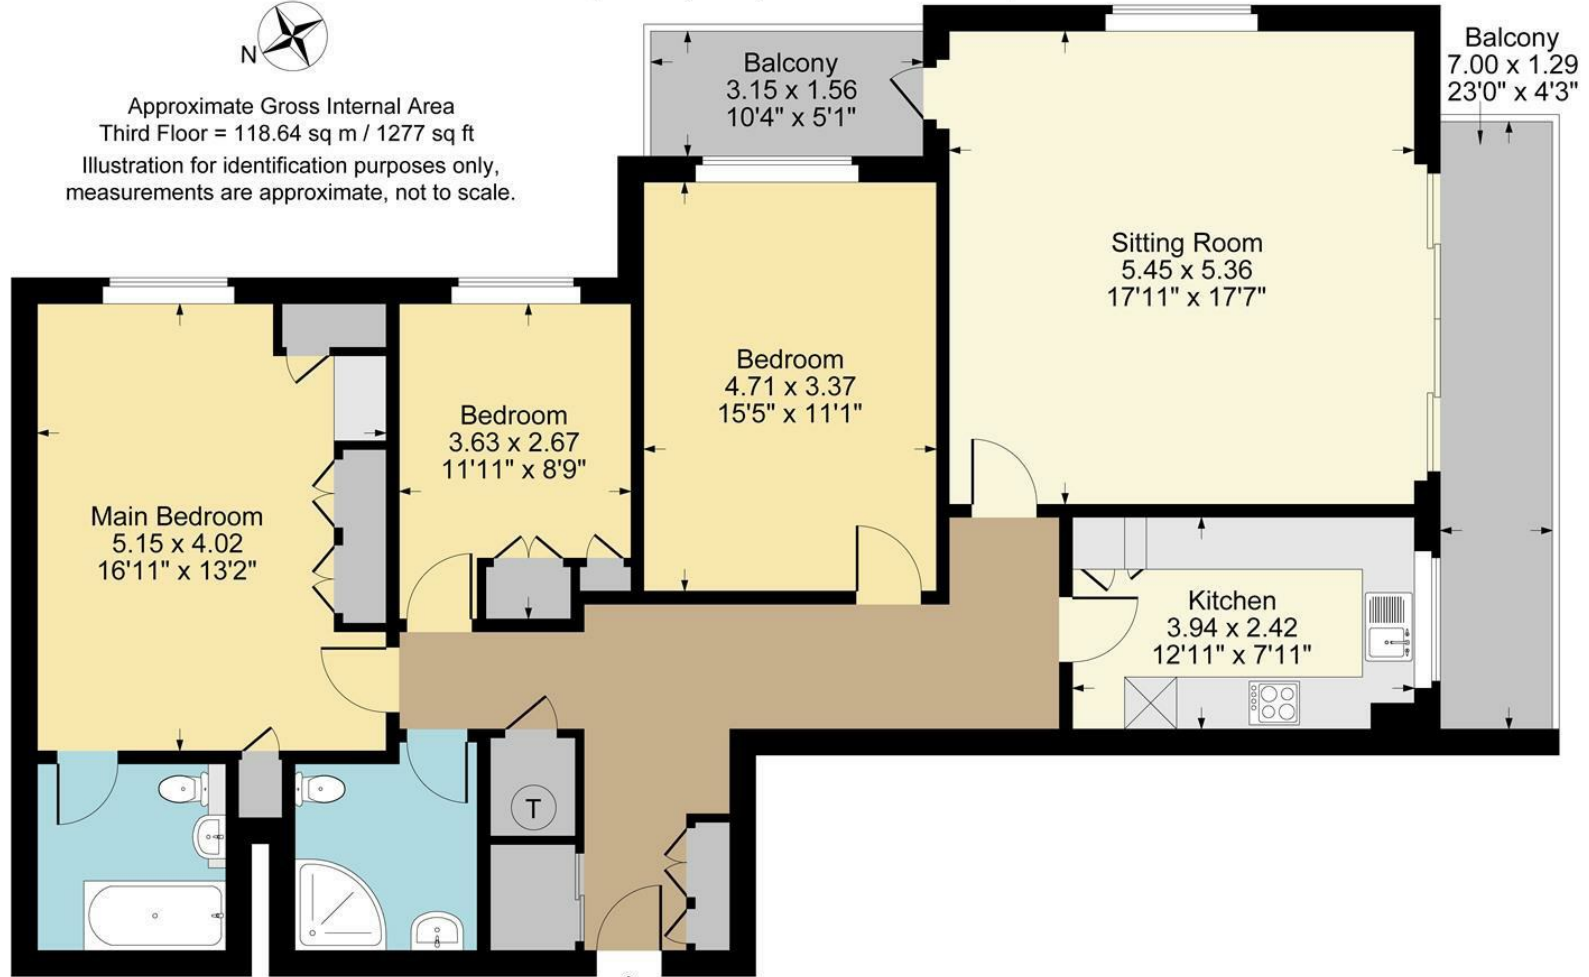 N
Approximate Gross Internal Area
Third Floor = 118.64 sq m / 1277 sq ft
Illustration for identification purposes only,
measurements are approximate, not to scale.
Balcony
3.15 x 1.56
10'4" x 5'1"
Balcony
7.00 x 1.29
23'0" x 4'3"
Sitting Room
5.45 x 5.36
17'11" x 17'7"
Bedroom
4.71 x 3.37
15'5" x 11'1"
Bedroom
3.63 x 2.67
11'11" x 8'9"
Main Bedroom
5.15 x 4.02
16'11" x 13'2"
Kitchen
3.94 x 2.42
12'11" x 7'11"
T